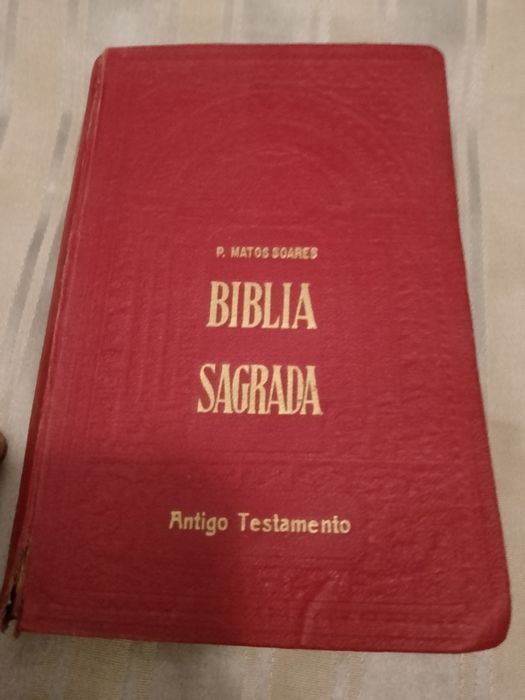 P. MATOS SOARES
BIBLIA
SAGRADA
Antigo Testamento